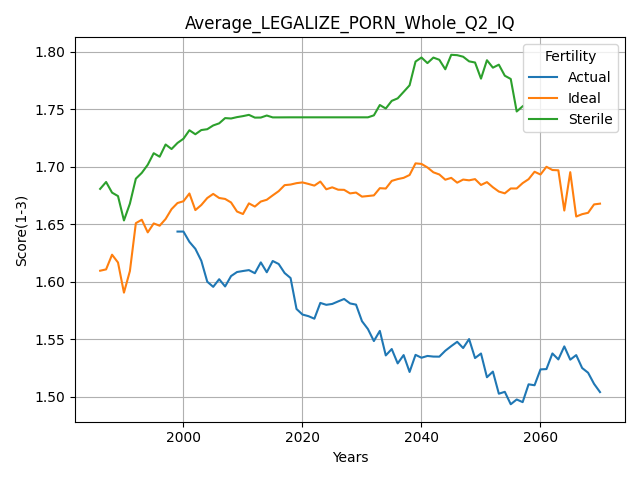 Average_LEGALIZE_PORN_Whole_Q2_IQ
Score(1-3)
1.80
1.75
1.70
1.65
1.60
1.55
1.50
Fertility
Actual
Ideal
Sterile
2000
2020
2040
2060
Years